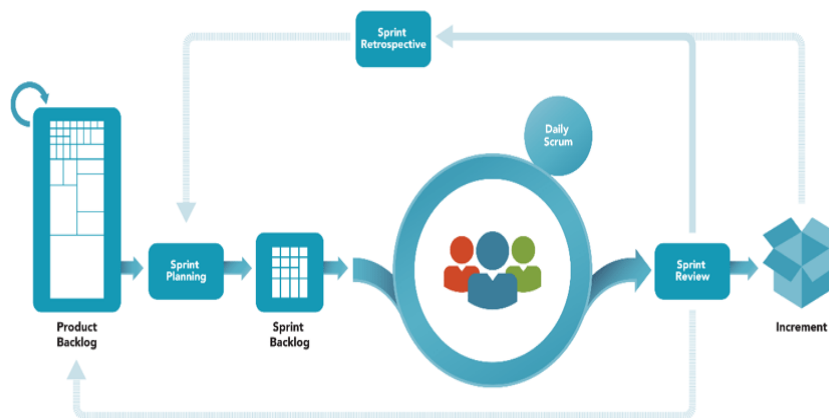 Sprint
Retrospective
Daily
Scrum
Sprint
Planning
Sprint
Review
Product
Backlog
Sprint
Backlog
Increment